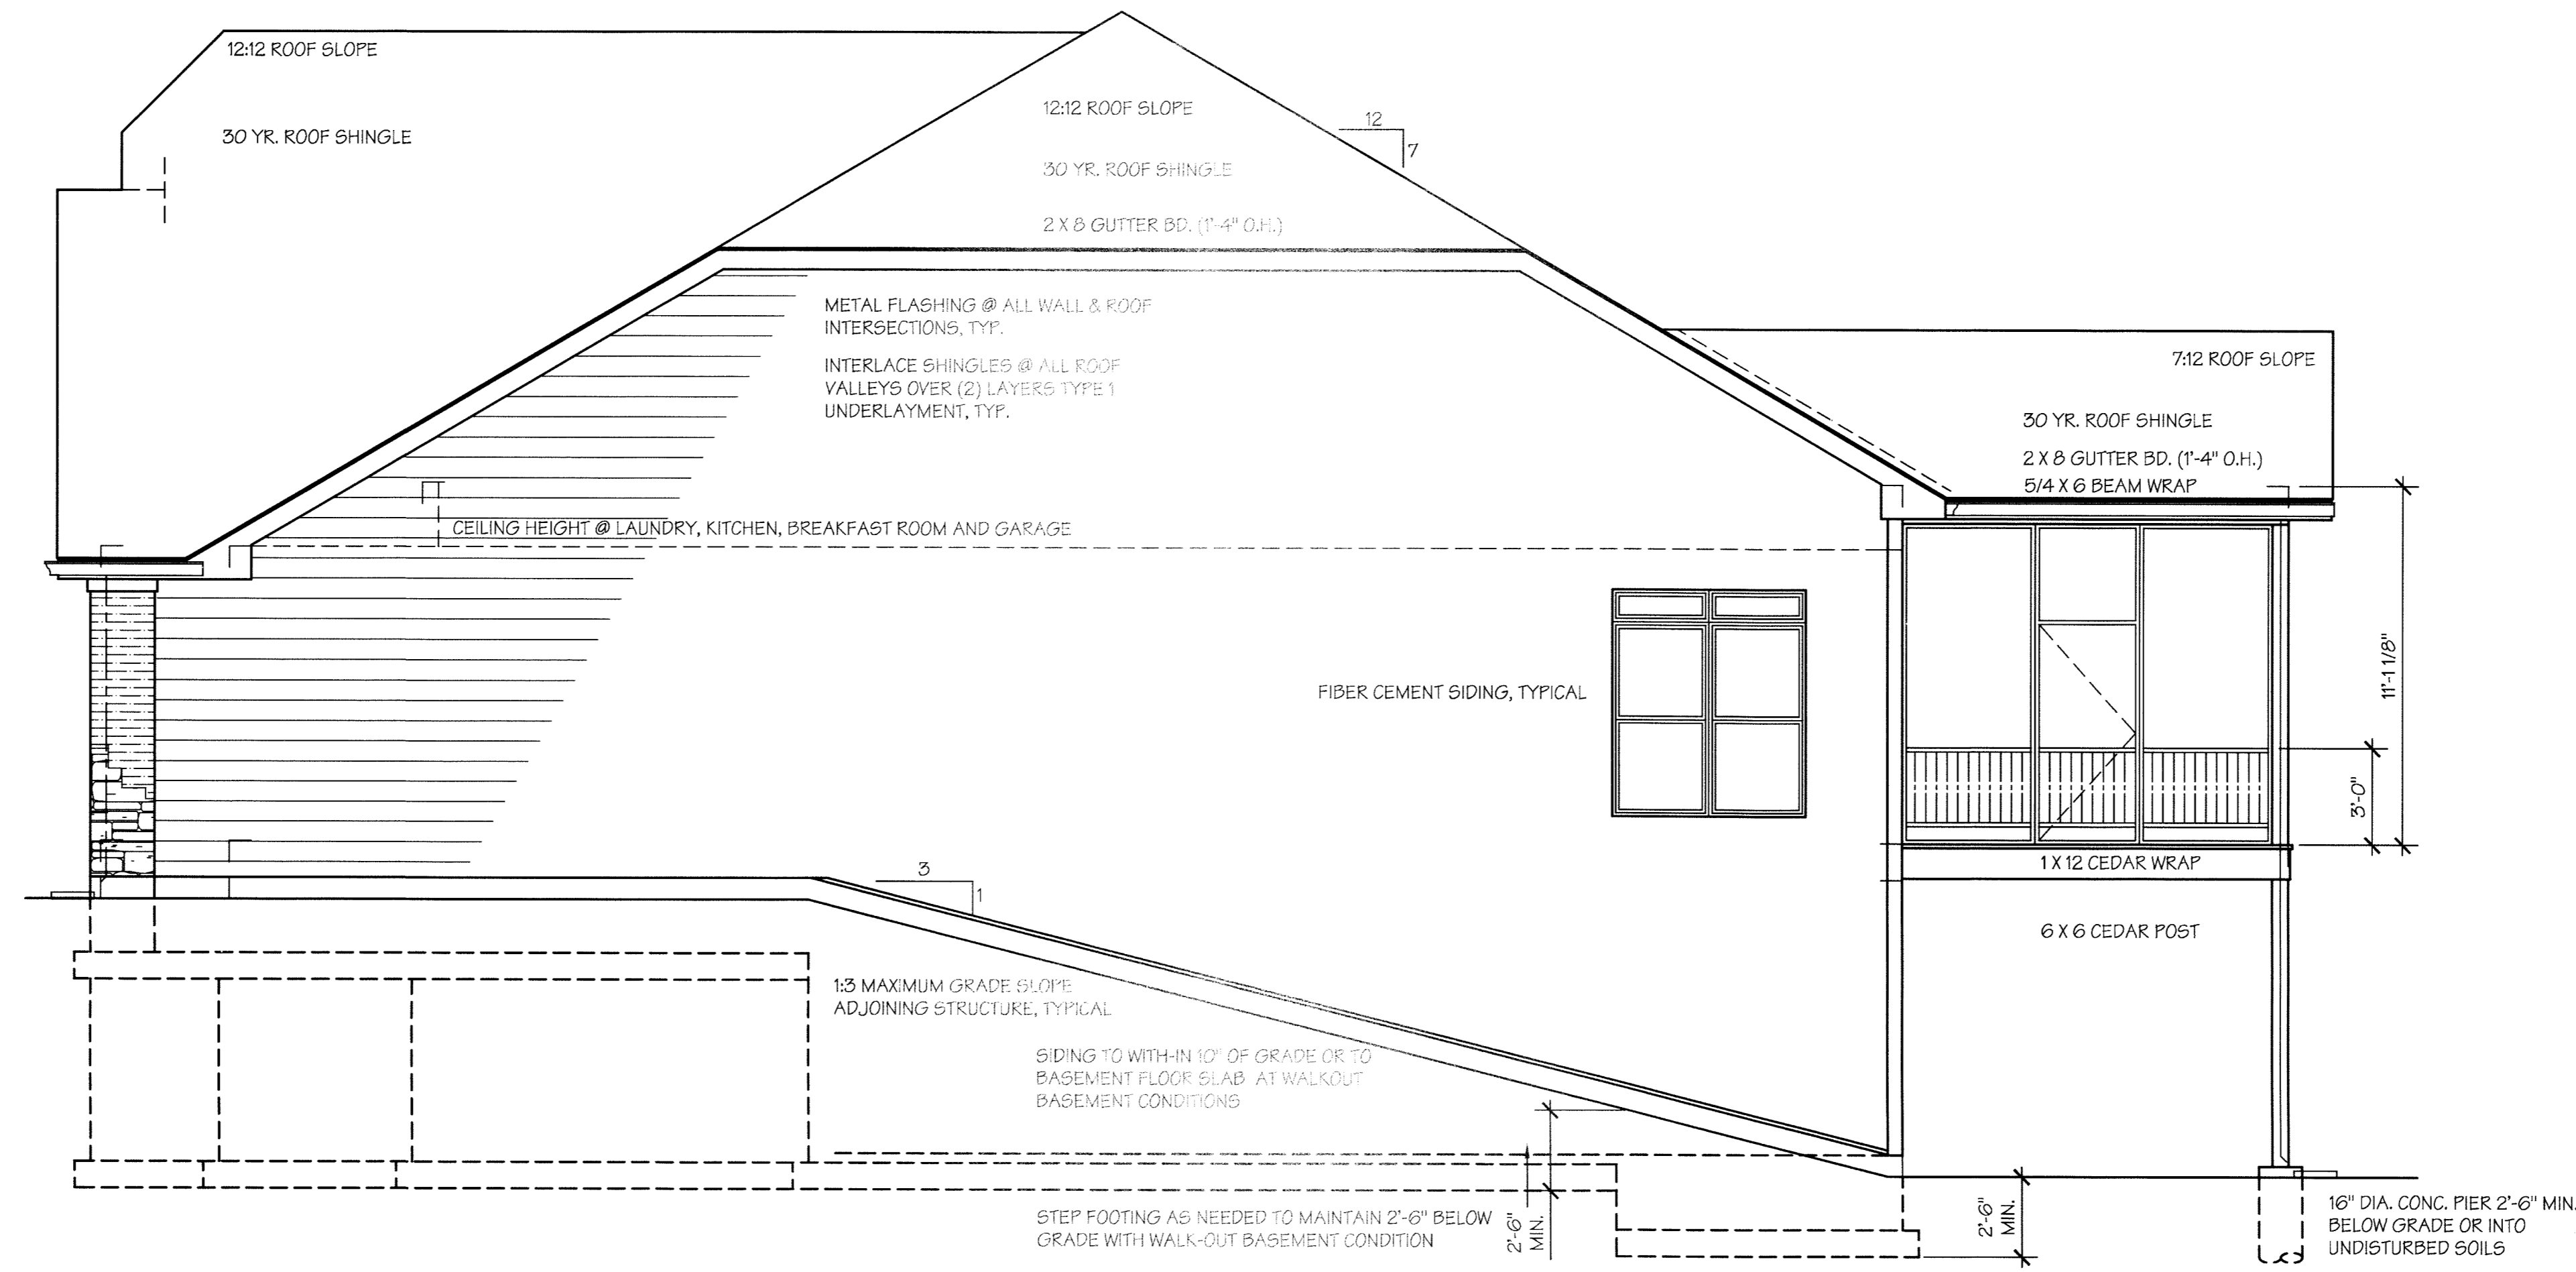 12:12 ROOF SLOPE
30 YR. ROOF SHINGLE
12:12 ROOF SLOPE
12
7
30 YR. ROOF SHINGLE
2 X 8 GUTTER BD. (1'-4" O.H.)
METAL FLASHING @ ALL WALL & ROOF
INTERSECTIONS, TYP.
INTERLACE SHINGLES @ ALL ROOF
VALLEYS OVER (2) LAYERS TYPE 1
UNDERLAYMENT, TYP.
7:12 ROOF SLOPE
30 YR. ROOF SHINGLE
2 X 8 GUTTER BD. (1'-4" O.H.)
5/4 X 6 BEAM WRAP
CEILING HEIGHT @ LAUNDRY, KITCHEN, BREAKFAST ROOM AND GARAGE
FIBER CEMENT SIDING, TYPICAL
11'-1 1/8"
3'-0"
1 X 12 CEDAR WRAP
3
1
6 X 6 CEDAR POST
1:3 MAXIMUM GRADE SLOPE
ADJOINING STRUCTURE, TYPICAL
SIDING TO WITH-IN 10" OF GRADE OR TO
BASEMENT FLOOR SLAB AT WALKOUT
BASEMENT CONDITIONS
STEP FOOTING AS NEEDED TO MAINTAIN 2'-6" BELOW
GRADE WITH WALK-OUT BASEMENT CONDITION
2'-6"
MIN.
2'-6"
MIN.
16" DIA. CONC. PIER 2'-6" MIN.
BELOW GRADE OR INTO
UNDISTURBED SOILS